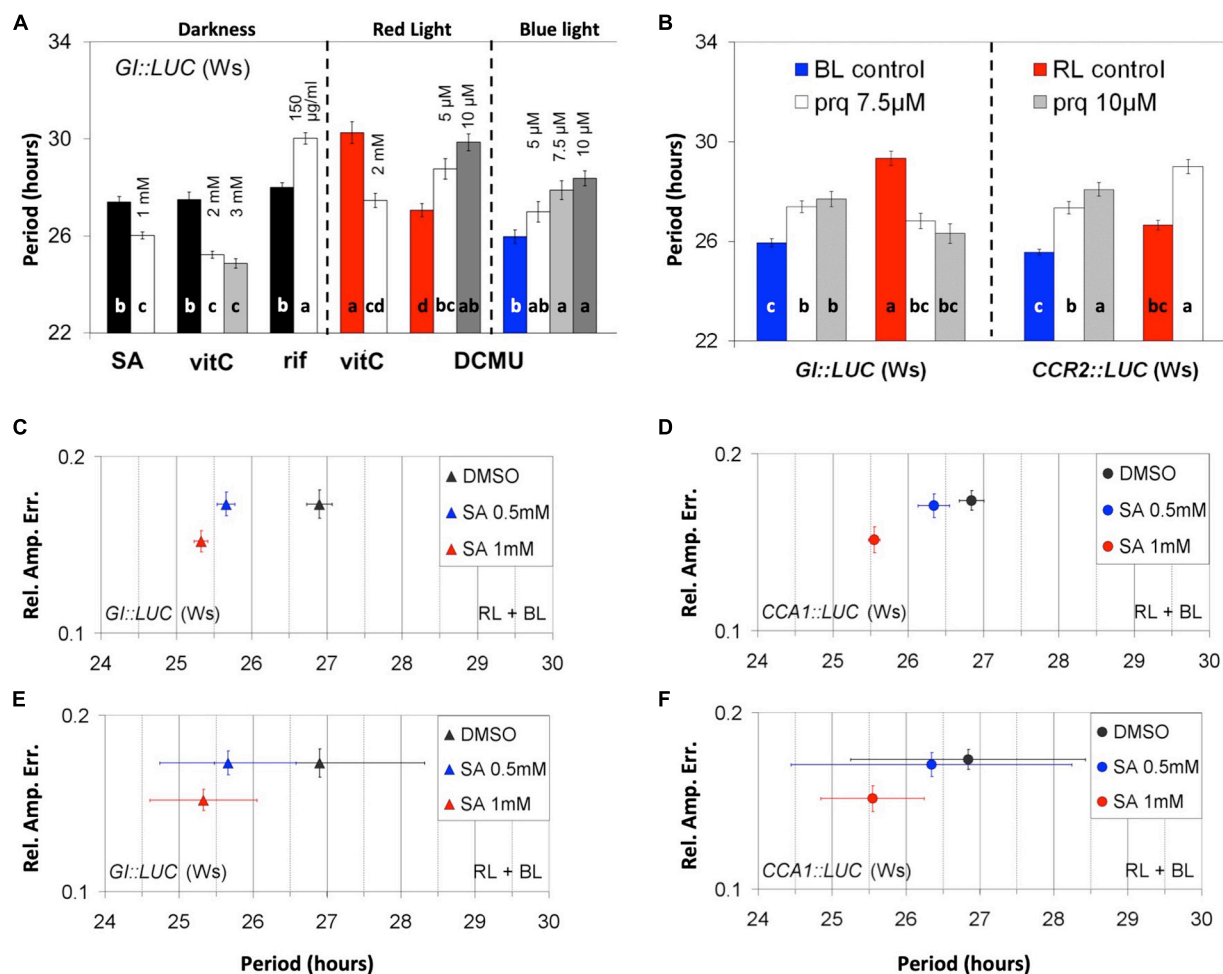 A
Darkness
Red Light
Blue light
GI::LUC (Ws)
Period (hours)
34
30
26
22
1 mM
2 mM
3 mM
150 µg/ml
2 mM
5 µM
10 µM
5 µM
7.5 µM
10 µM
b c b c c b a a cd d bc ab b ab a a
SA vitC rif vitC DCMU
B
BL control
prq 7.5µM
RL control
prq 10µM
Period (hours)
34
30
26
22
c b b a bc bc c b a bc a
GI::LUC (Ws)
CCR2::LUC (Ws)
C
Rel. Amp. Err.
0.2
0.1
DMSO
SA 0.5mM
SA 1mM
GI::LUC (Ws)
RL + BL
24 25 26 27 28 29 30
D
Rel. Amp. Err.
0.2
0.1
DMSO
SA 0.5mM
SA 1mM
CCA1::LUC (Ws)
RL + BL
24 25 26 27 28 29 30
E
Rel. Amp. Err.
0.2
0.1
DMSO
SA 0.5mM
SA 1mM
GI::LUC (Ws)
RL + BL
24 25 26 27 28 29 30
Period (hours)
F
Rel. Amp. Err.
0.2
0.1
DMSO
SA 0.5mM
SA 1mM
CCA1::LUC (Ws)
RL + BL
24 25 26 27 28 29 30
Period (hours)